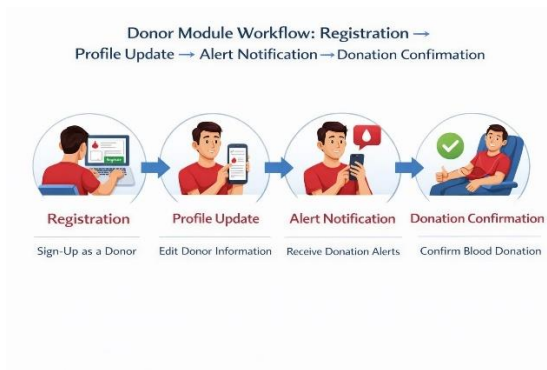 Donor Module Workflow: Registration →
Profile Update → Alert Notification → Donation Confirmation
Register
Registration
Profile Update
Alert Notification
Donation Confirmation
Sign-Up as a Donor
Edit Donor Information
Receive Donation Alerts
Confirm Blood Donation